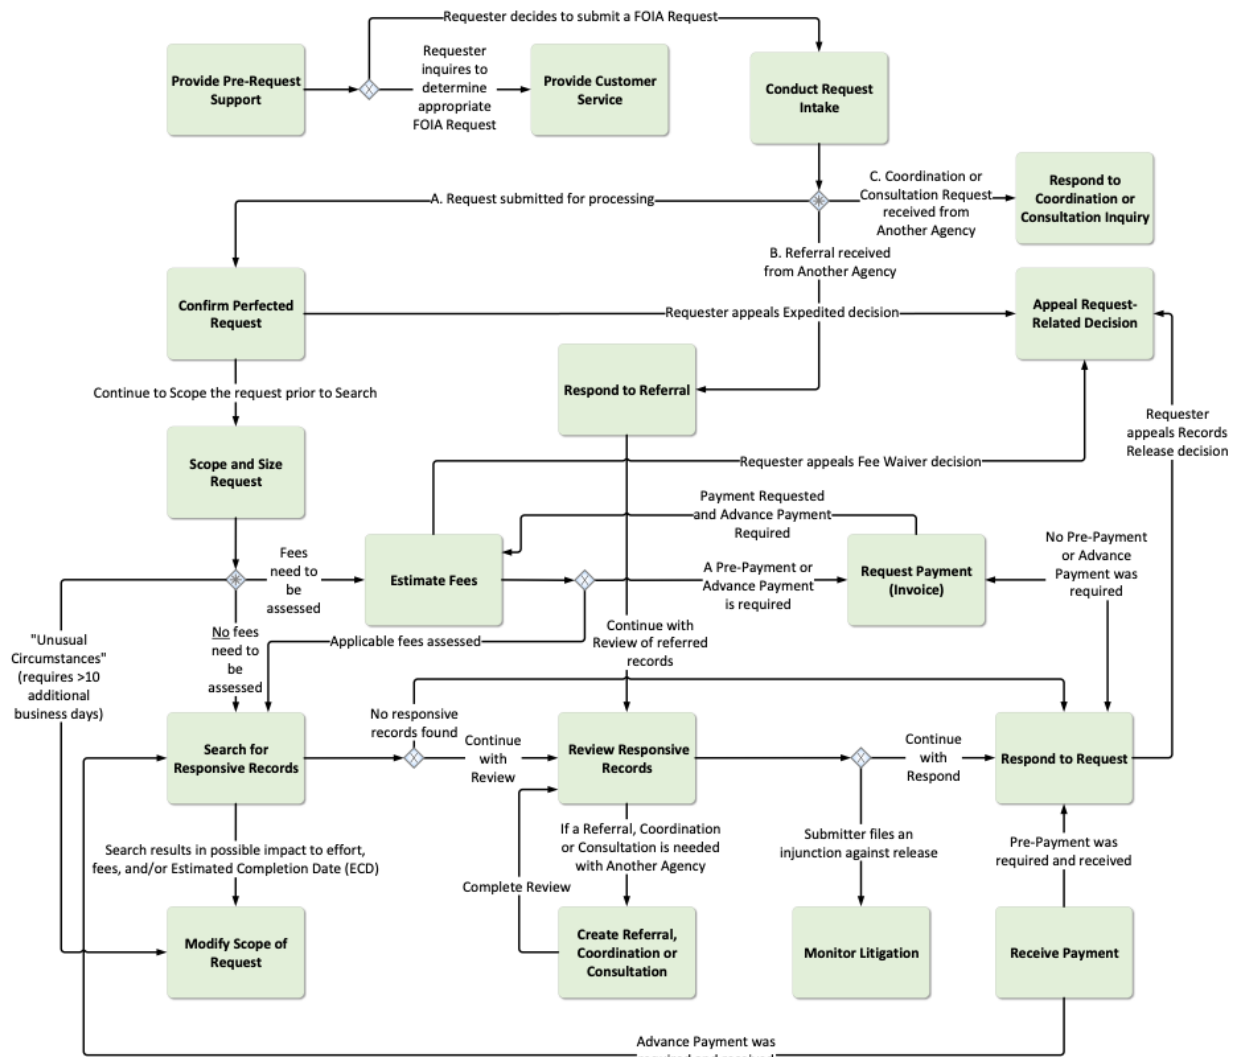 Requester decides to submit a FOIA Request
Provide Pre-Request
Support
Requester
inquires to
determine
appropriate
FOIA Request
Provide Customer
Service
Conduct Request
Intake
C. Coordination or
Consultation Request
received from
Another Agency
Respond to
Coordination or
Consultation Inquiry
A. Request submitted for processing
B. Referral received
from Another Agency
Confirm Perfected
Request
Requester appeals Expedited decision
Appeal Request-
Related Decision
Continue to Scope the request prior to Search
Respond to Referral
Requester
appeals Records
Release decision
Scope and Size
Request
Requester appeals Fee Waiver decision
Payment Requested
and Advance Payment
Required
Fees
need to
be
assessed
Estimate Fees
A Pre-Payment or
Advance Payment
is required
Request Payment
(Invoice)
No Pre-Payment
or Advance
Payment was
required
"Unusual
Circumstances"
(requires >10
additional
business days)
No fees
need to
be
assessed
Applicable fees assessed
Continue with
Review of referred
records
No responsive
records found
Search for
Responsive Records
Continue
with
Review
Review Responsive
Records
Continue
with
Respond
Respond to Request
Search results in possible impact to effort,
fees, and/or Estimated Completion Date (ECD)
If a Referral, Coordination
or Consultation is needed
with Another Agency
Submitter files an
injunction against release
Pre-Payment was
required and received
Complete Review
Modify Scope of
Request
Create Referral,
Coordination or
Consultation
Monitor Litigation
Receive Payment
Advance Payment was